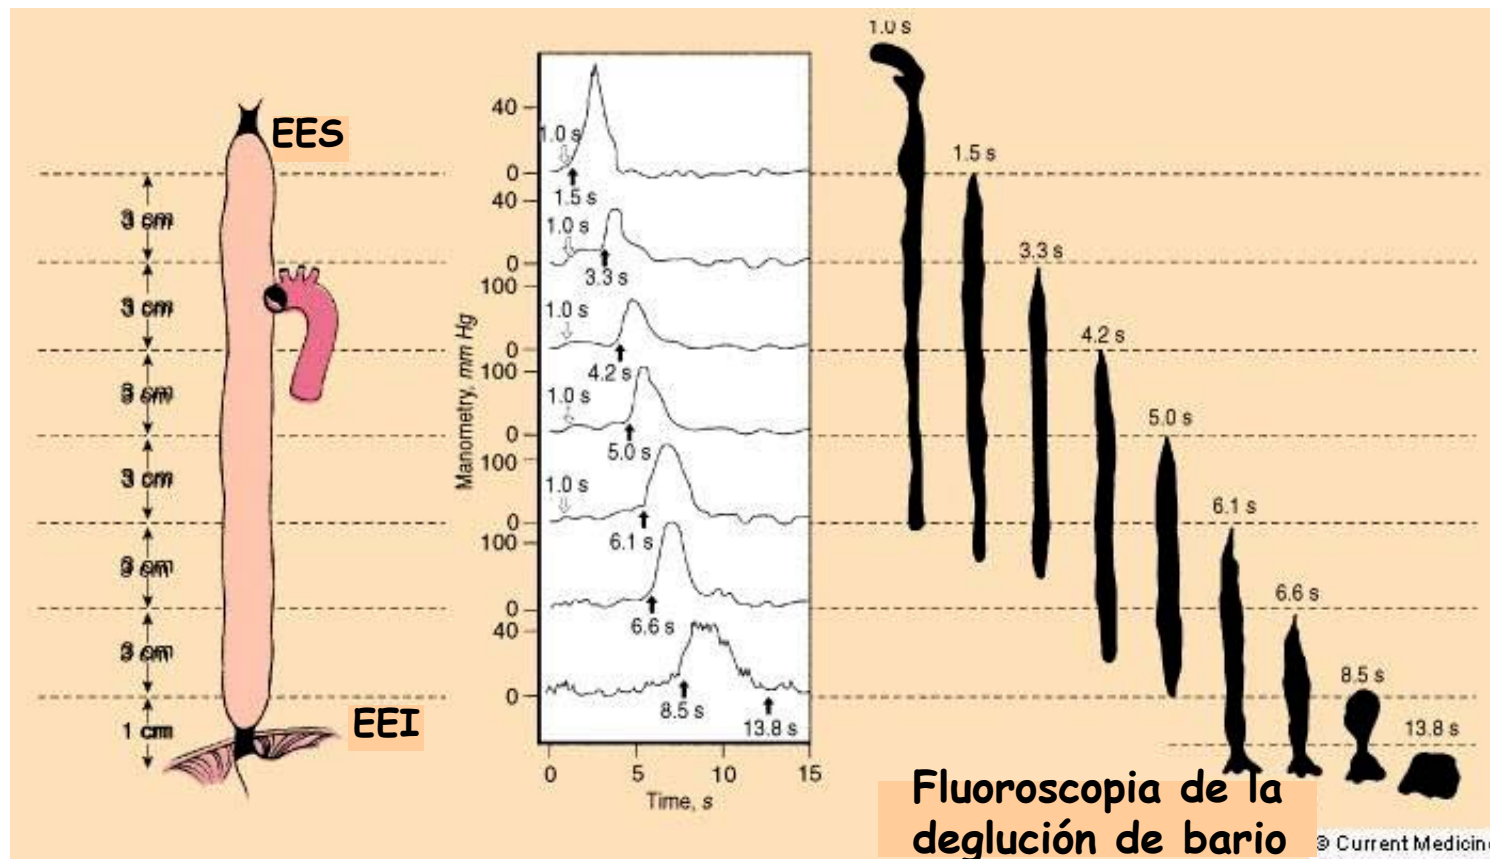 EES
3 cm
3 cm
3 cm
3 cm
3 cm
3 cm
1 cm
EEI
Manometry, mm Hg
40
1.0 s
0
1.5 s
40
1.0 s
0
3.3 s
100
1.0 s
0
4.2 s
100
1.0 s
0
5.0 s
100
1.0 s
0
6.1 s
100
0
6.6 s
40
0
8.5 s
13.8 s
0 5 10 15
Time, s
1.0 s
1.5 s
3.3 s
4.2 s
5.0 s
6.1 s
6.6 s
8.5 s
13.8 s
Fluoroscopia de la
deglución de bario
© Current Medicine